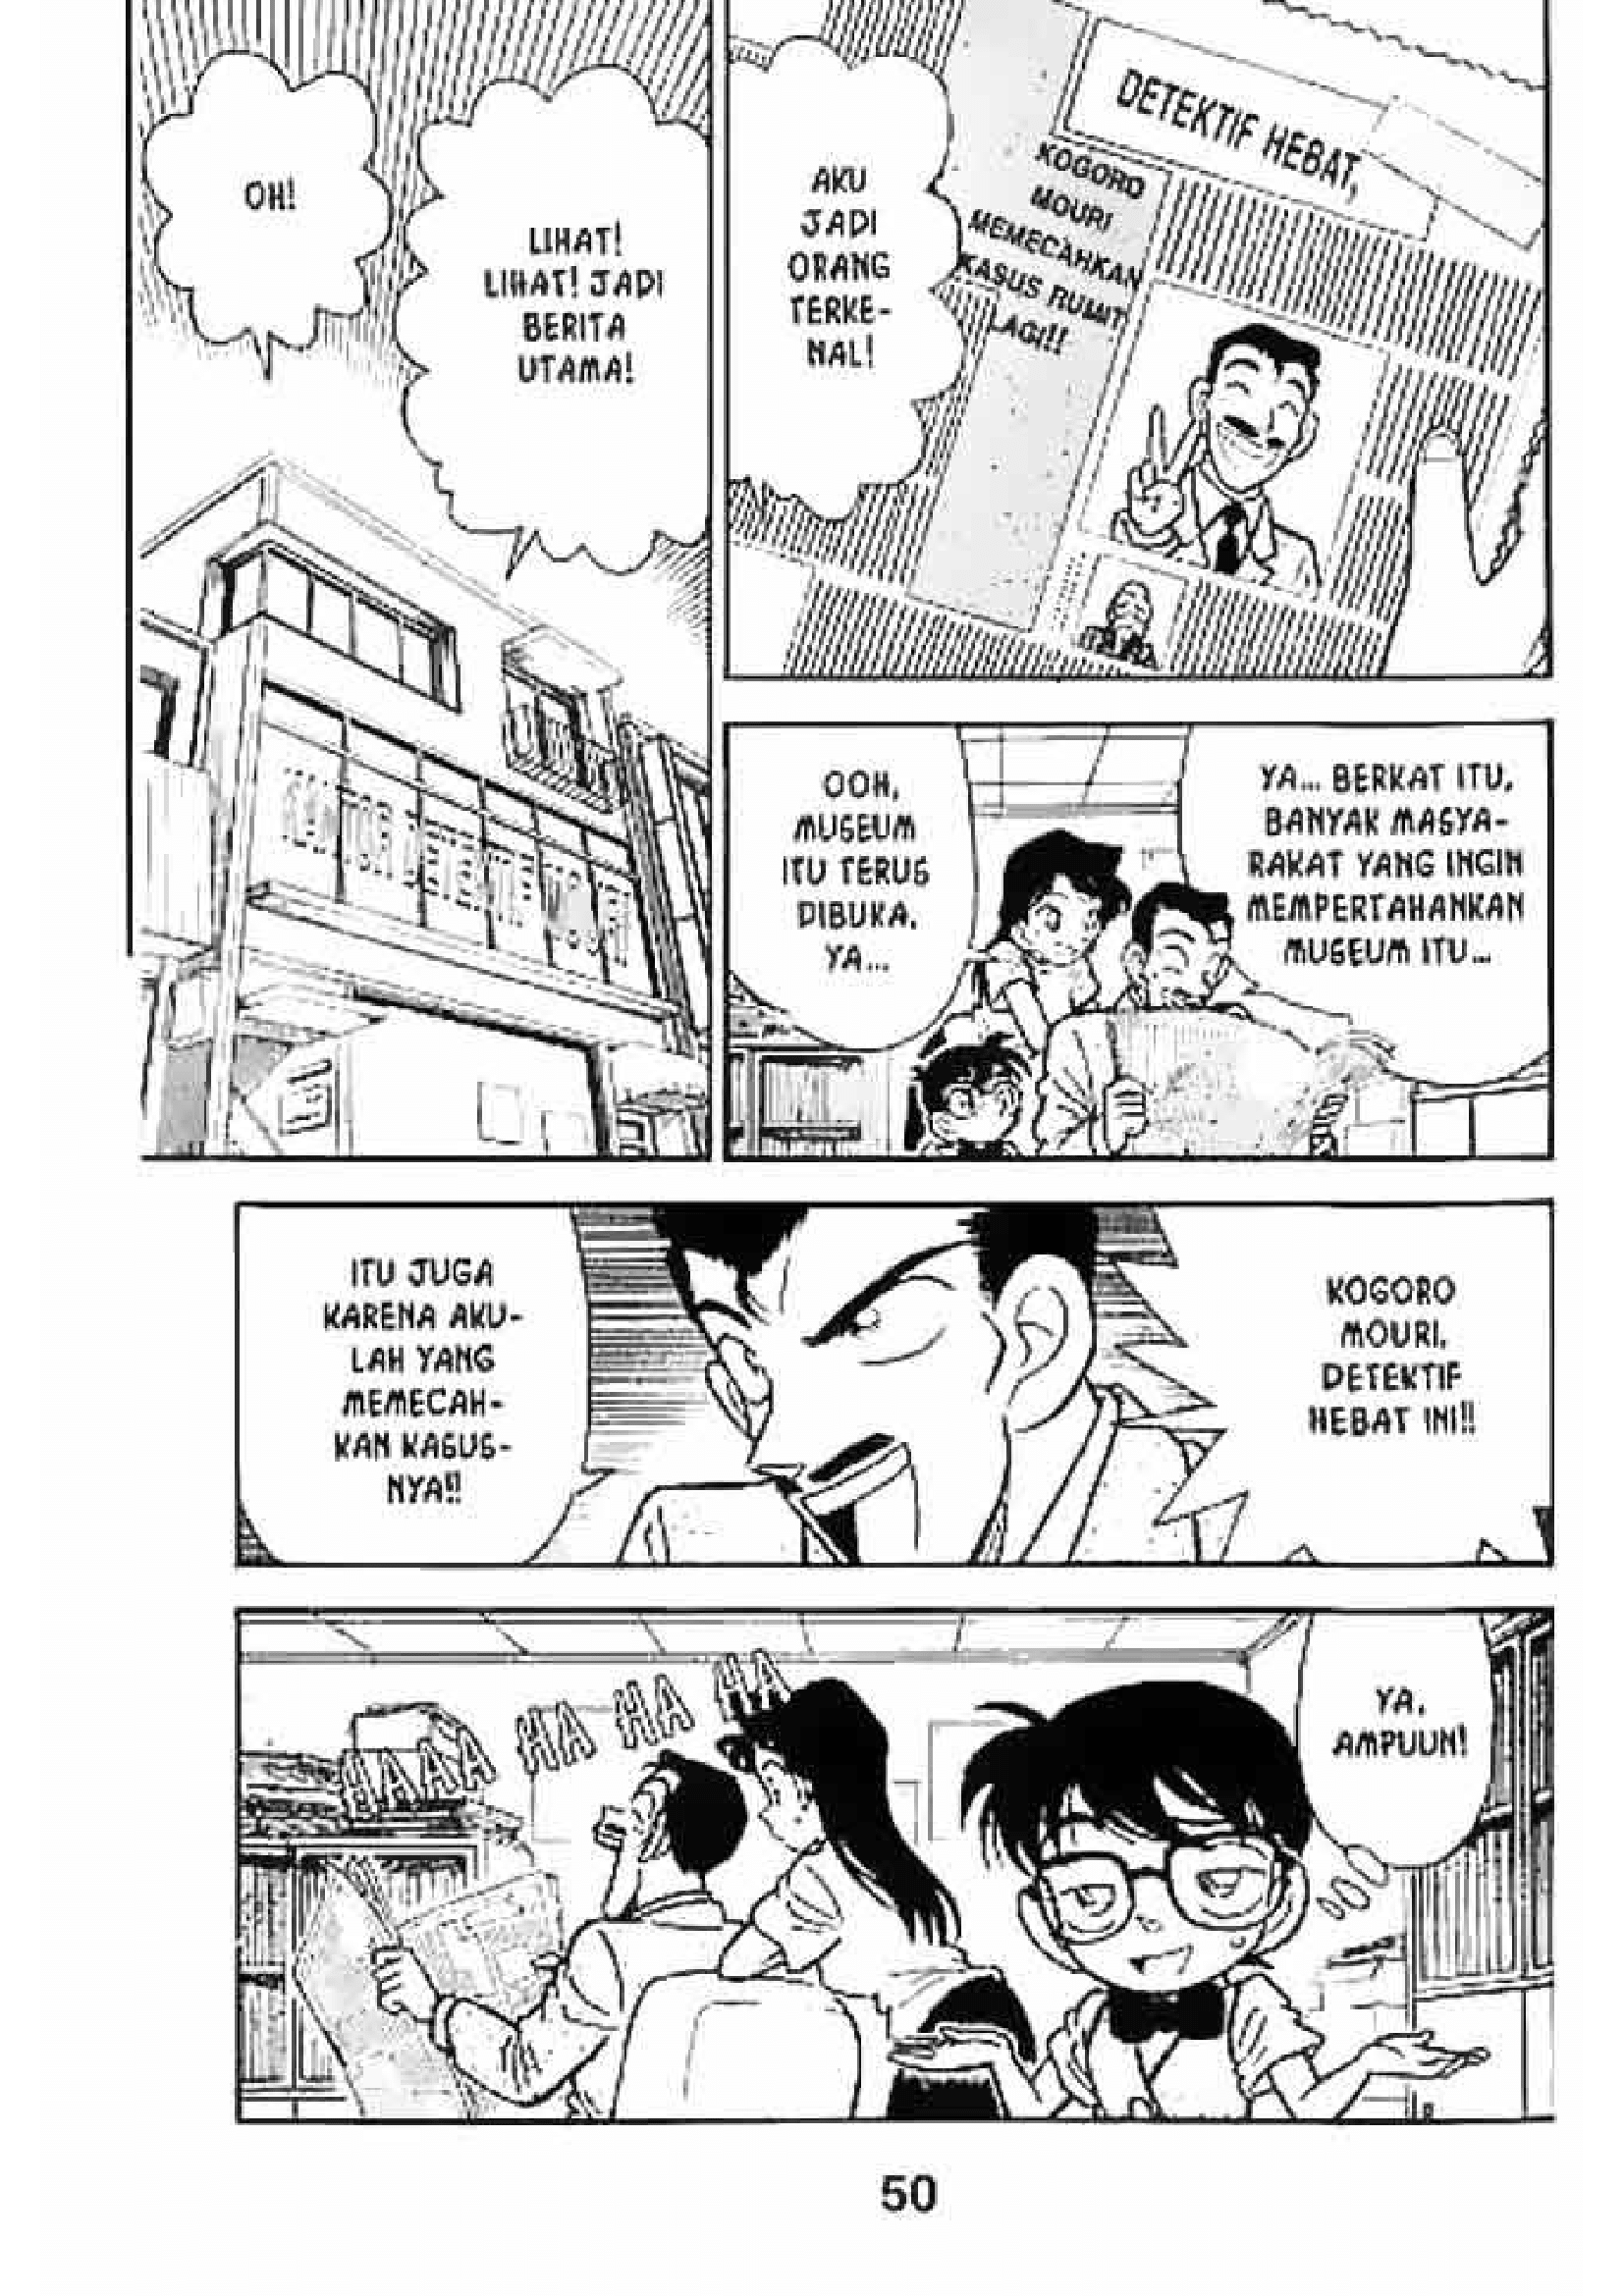 OH!
LIHAT!
LIHAT! JADI
BERITA
UTAMA!
AKU
JADI
ORANG
TERKE-
NAL!
DETEKTIF HEBAT,
KOGORO
MOURI
MEMECAHKAN
KASUS RUMIT
LAGI!!
OOH,
MUSEUM
ITU TERUS
DIBUKA,
YA...
YA... BERKAT ITU,
BANYAK MASYA-
RAKAT YANG INGIN
MEMPERTAHANKAN
MUSEUM ITU...
ITU JUGA
KARENA AKU-
LAH YANG
MEMECAH-
KAN KASUS-
NYA!!
KOGORO
MOURI,
DETEKTIF
HEBAT INI!!
HAAA HA HA HA
YA,
AMPUUN!
50